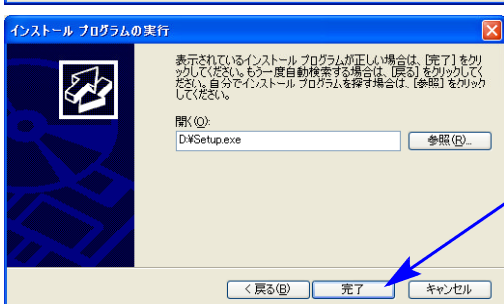 インストール プログラムの実行
表示されているインストール プログラムが正しい場合は、[完了] をクリ
ックしてください。もう一度自動検索する場合は、[戻る] をクリックしてく
ださい。自分でインストール プログラムを探す場合は、[参照] をクリック
してください。
開く(O):
D:¥Setup.exe
参照(R)...
< 戻る(B)
完了
キャンセル